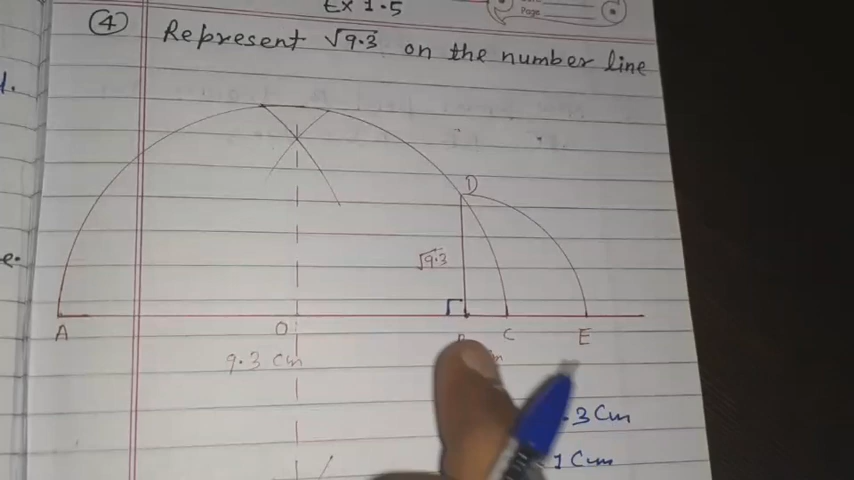 Ex 1.5
Page
④ Represent √9.3 on the number line
D
√9.3
A O C E
9.3 Cm
.3 Cm
1 Cm